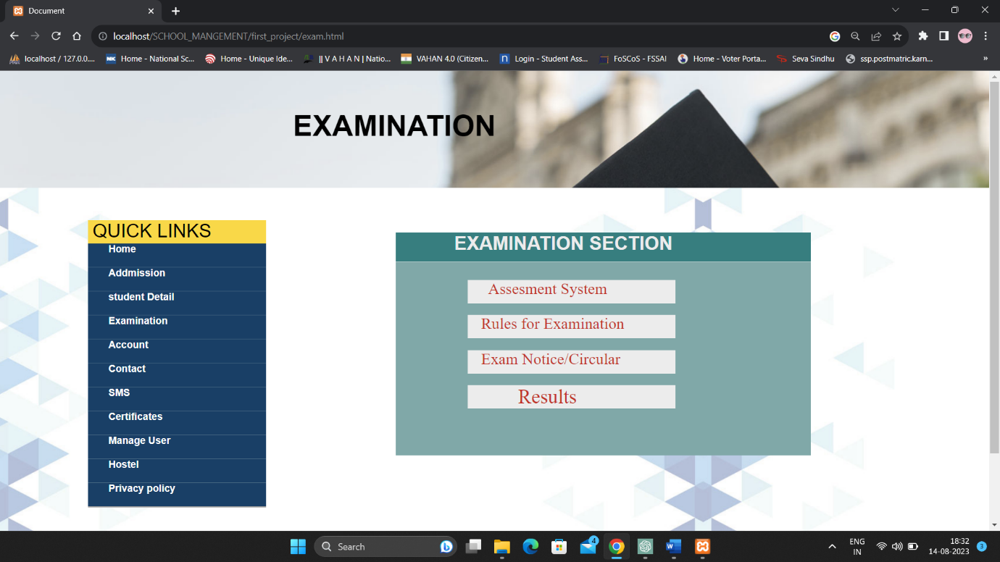 Document
localhost/SCHOOL_MANGEMENT/first_project/exam.html
localhost / 127.0.0....
Home - National Sc...
Home - Unique Ide...
|| V A H A N | Natio...
VAHAN 4.0 (Citizen...
Login - Student Ass...
FoSCoS - FSSAI
Home - Voter Porta...
Seva Sindhu
ssp.postmatric.karn...
»
EXAMINATION
QUICK LINKS
Home
Addmission
student Detail
Examination
Account
Contact
SMS
Certificates
Manage User
Hostel
Privacy policy
EXAMINATION SECTION
Assesment System
Rules for Examination
Exam Notice/Circular
Results
Search
4
ENG
IN
18:32
14-08-2023
3